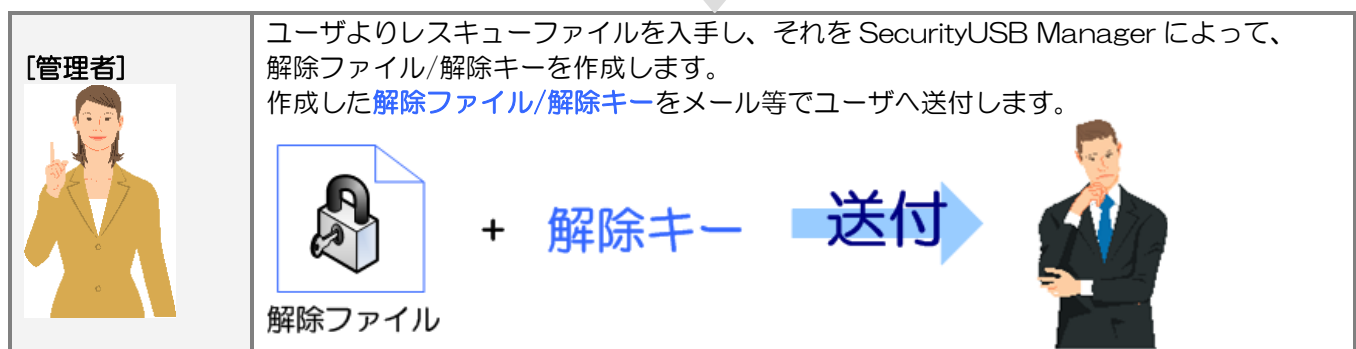 [管理者]
ユーザよりレスキューファイルを入手し、それを SecurityUSB Manager によって、
解除ファイル/解除キーを作成します。
作成した解除ファイル/解除キーをメール等でユーザへ送付します。
+ 解除キー 送付
解除ファイル